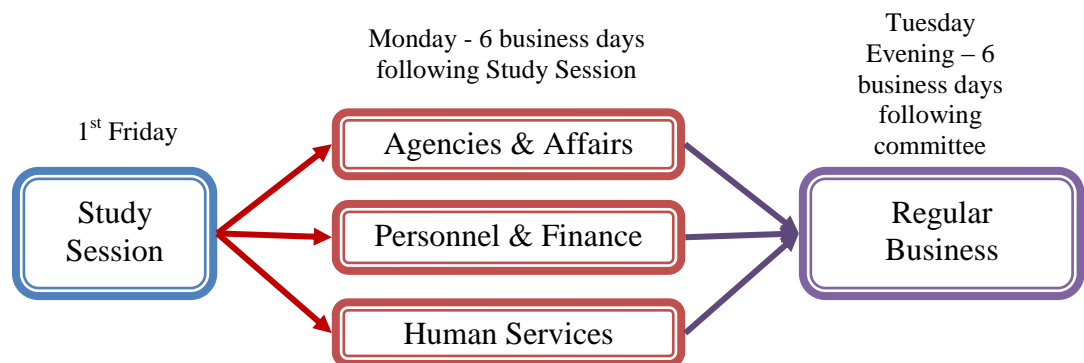 1st Friday
Study
Session
Monday - 6 business days
following Study Session
Agencies & Affairs
Personnel & Finance
Human Services
Tuesday
Evening – 6
business days
following
committee
Regular
Business